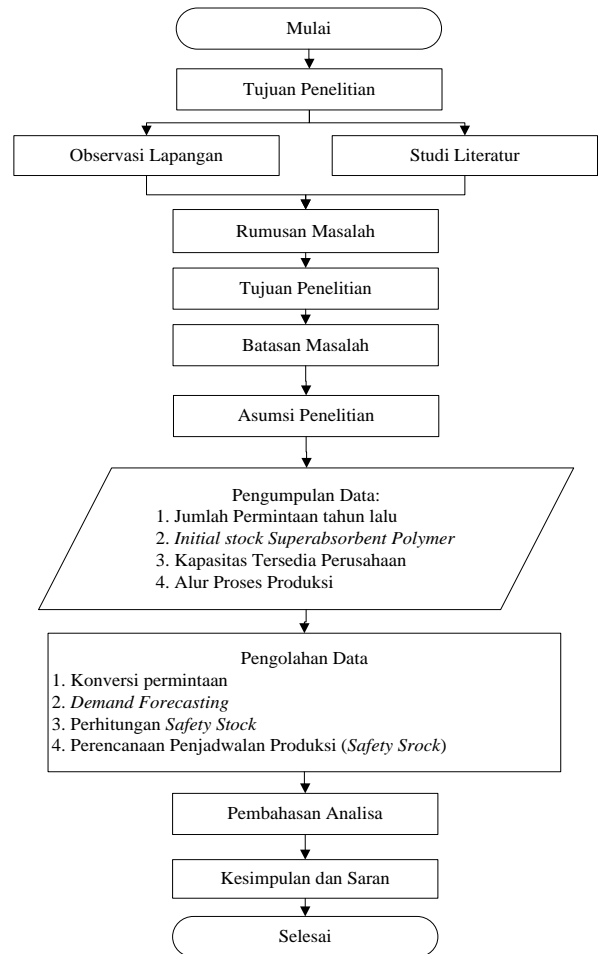 Mulai
Tujuan Penelitian
Observasi Lapangan
Studi Literatur
Rumusan Masalah
Tujuan Penelitian
Batasan Masalah
Asumsi Penelitian
Pengumpulan Data:
1. Jumlah Permintaan tahun lalu
2. Initial stock Superabsorbent Polymer
3. Kapasitas Tersedia Perusahaan
4. Alur Proses Produksi
Pengolahan Data
1. Konversi permintaan
2. Demand Forecasting
3. Perhitungan Safety Stock
4. Perencanaan Penjadwalan Produksi (Safety Srock)
Pembahasan Analisa
Kesimpulan dan Saran
Selesai